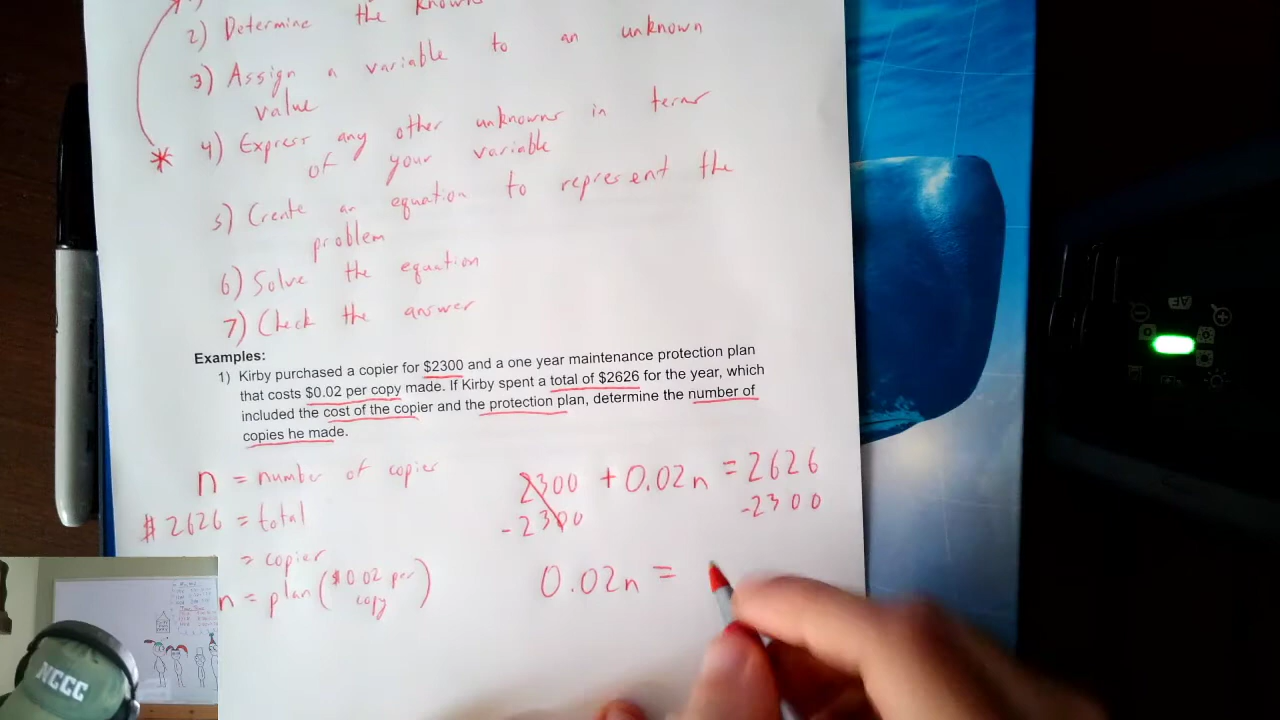 2) Determine the known
3) Assign a variable to an unknown
value
4) Express any other unknowns in terms
of your variable
5) Create an equation to represent the
problem
6) Solve the equation
7) Check the answer
Examples:
1) Kirby purchased a copier for $2300 and a one year maintenance protection plan
that costs $0.02 per copy made. If Kirby spent a total of $2626 for the year, which
included the cost of the copier and the protection plan, determine the number of
copies he made.
n = number of copies
$2626 = total
= copier
n = plan ($0.02 per
copy)
2300 + 0.02n = 2626
-2300 -2300
0.02n =
NCCC
AF